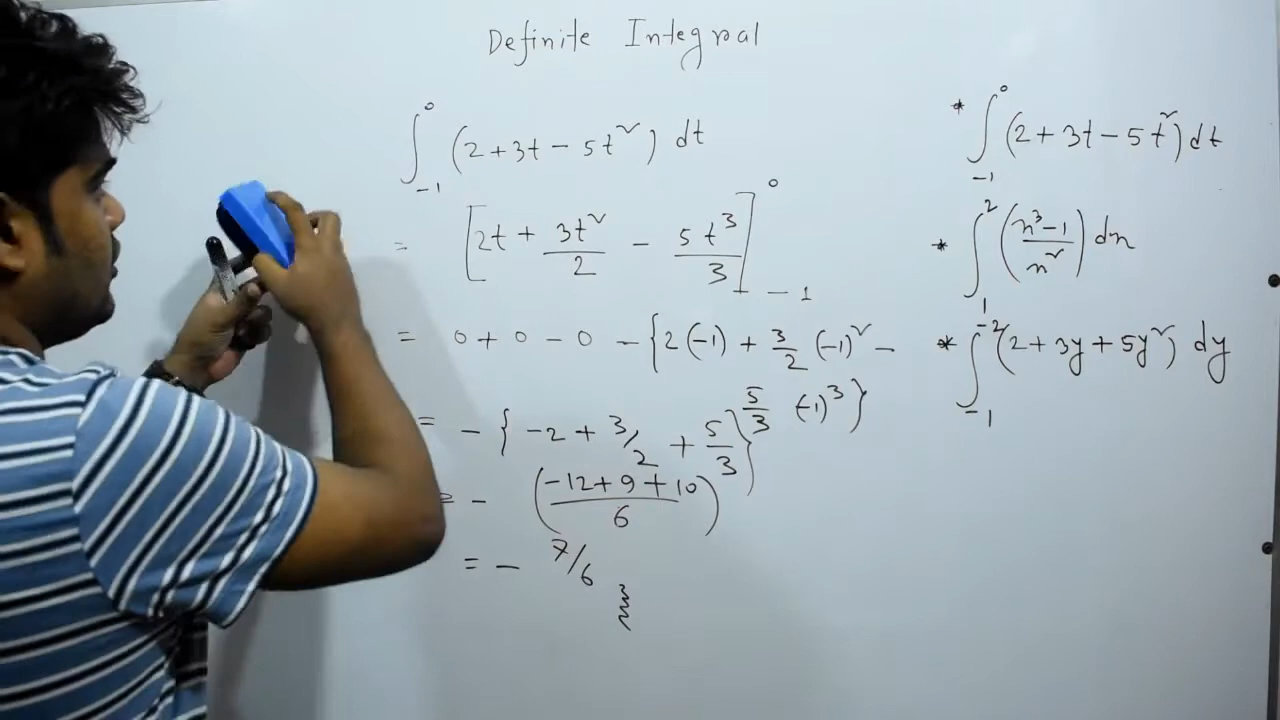 Definite Integral
∫₋₁⁰ (2+3t−5t²) dt
= [2t + 3t²/2 − 5t³/3]₋₁⁰
= 0 + 0 − 0 − {2(−1) + 3/2 (−1)² − 5/3 (−1)³}
= − {−2 + 3/2 + 5/3}
= − ((−12+9+10)/6)
= − 7/6
* ∫₋₁⁰ (2+3t−5t²) dt
* ∫₁² ((x³−1)/x²) dx
* ∫₋₁⁻² (2+3y+5y²) dy